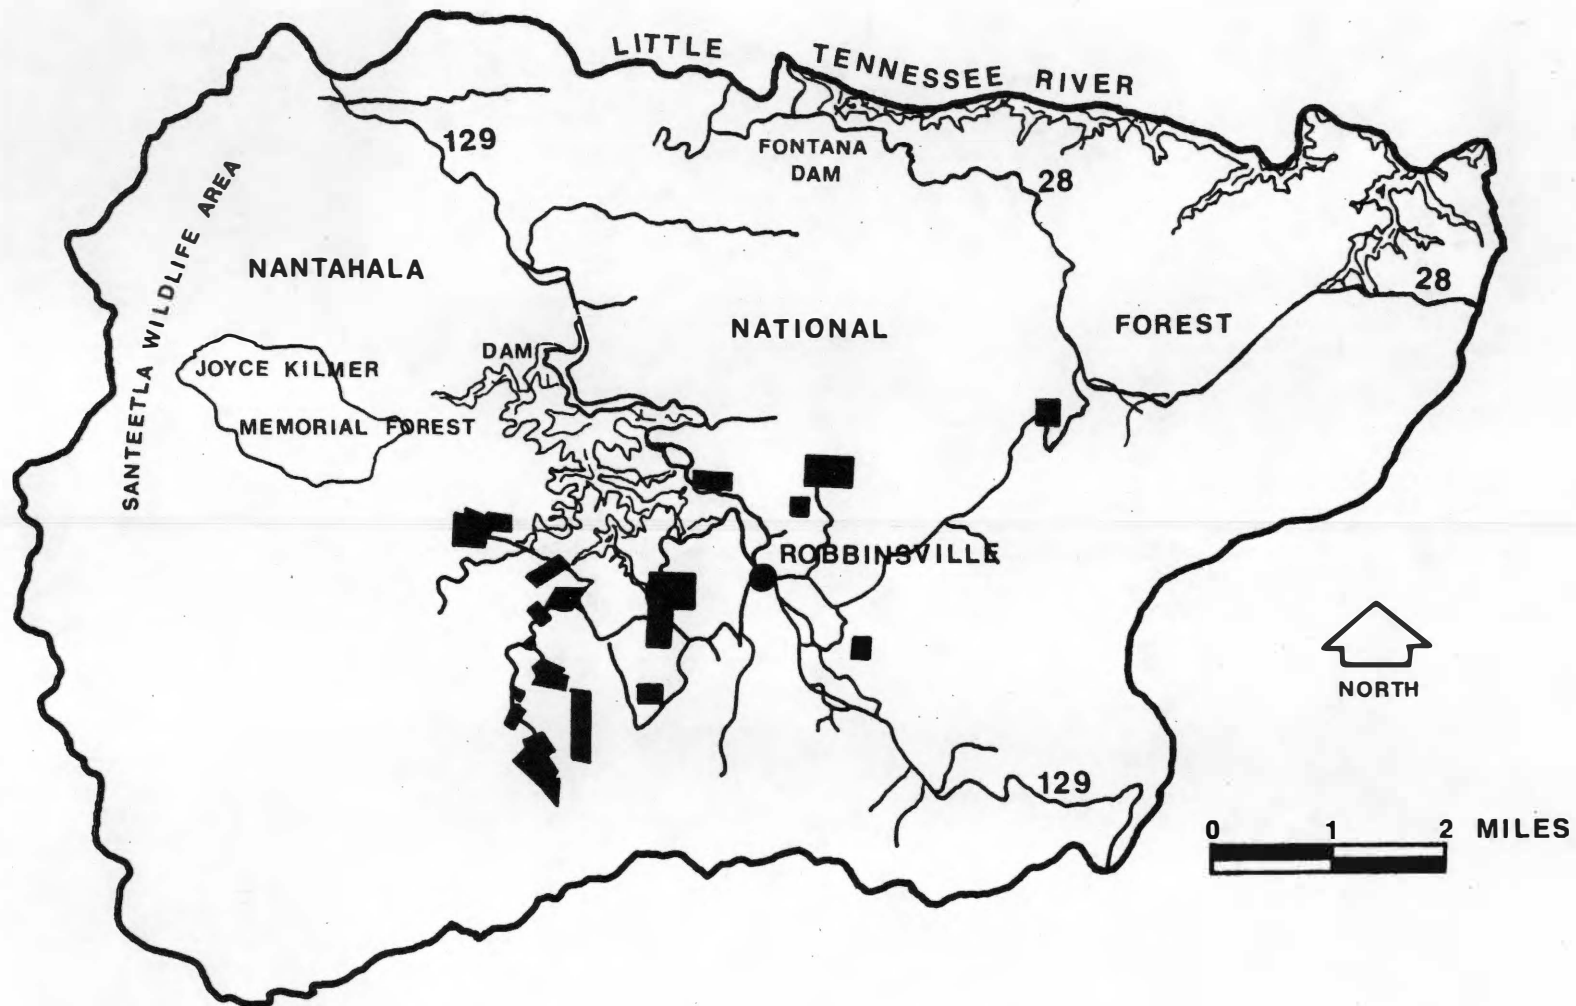 LITTLE TENNESSEE RIVER
129
FONTANA
DAM
28
SANTEETLA WILDLIFE AREA
NANTAHALA
28
NATIONAL
FOREST
DAM
JOYCE KILMER
MEMORIAL FOREST
ROBBINSVILLE
NORTH
129
0 1 2 MILES